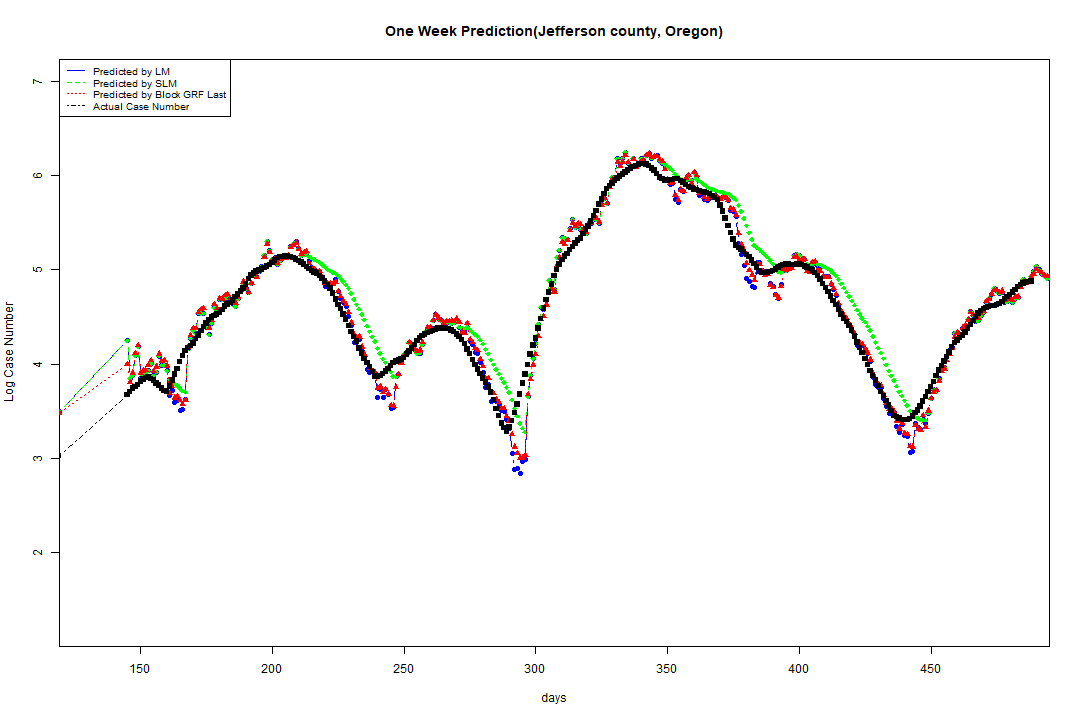 One Week Prediction(Jefferson county, Oregon)
Predicted by LM
Predicted by SLM
Predicted by Block GRF Last
Actual Case Number
7
6
5
4
3
2
Log Case Number
150 200 250 300 350 400 450
days